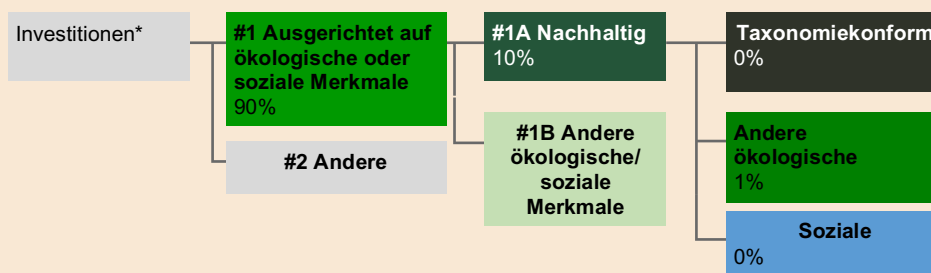 Investitionen*
#1 Ausgerichtet auf
ökologische oder
soziale Merkmale
90%
#2 Andere
#1A Nachhaltig
10%
#1B Andere
ökologische/
soziale
Merkmale
Taxonomiekonform
0%
Andere
ökologische
1%
Soziale
0%